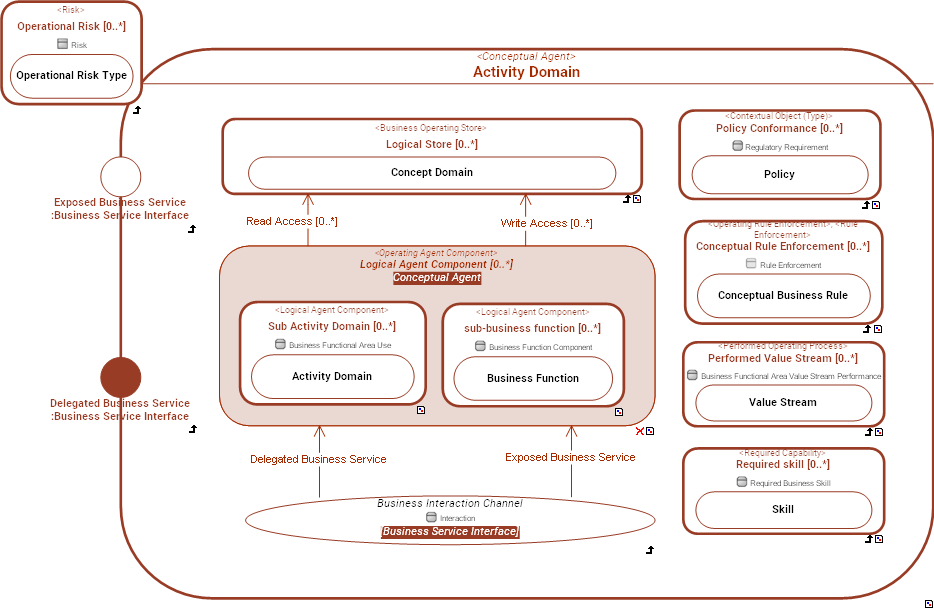 <Risk>
Operational Risk [0..*]
Risk
Operational Risk Type
<Conceptual Agent>
Activity Domain
<Business Operating Store>
Logical Store [0..*]
Concept Domain
Read Access [0..*]
Write Access [0..*]
<Operating Agent Component>
Logical Agent Component [0..*]
Conceptual Agent
<Logical Agent Component>
Sub Activity Domain [0..*]
Business Functional Area Use
Activity Domain
<Logical Agent Component>
sub-business function [0..*]
Business Function Component
Business Function
Delegated Business Service
Exposed Business Service
Business Interaction Channel
Interaction
[Business Service Interface]
Exposed Business Service
:Business Service Interface
Delegated Business Service
:Business Service Interface
<Contextual Object (Type)>
Policy Conformance [0..*]
Regulatory Requirement
Policy
<Operating Rule Enforcement>, <Rule
Enforcement>
Conceptual Rule Enforcement [0..*]
Rule Enforcement
Conceptual Business Rule
<Performed Operating Process>
Performed Value Stream [0..*]
Business Functional Area Value Stream Performance
Value Stream
<Required Capability>
Required skill [0..*]
Required Business Skill
Skill